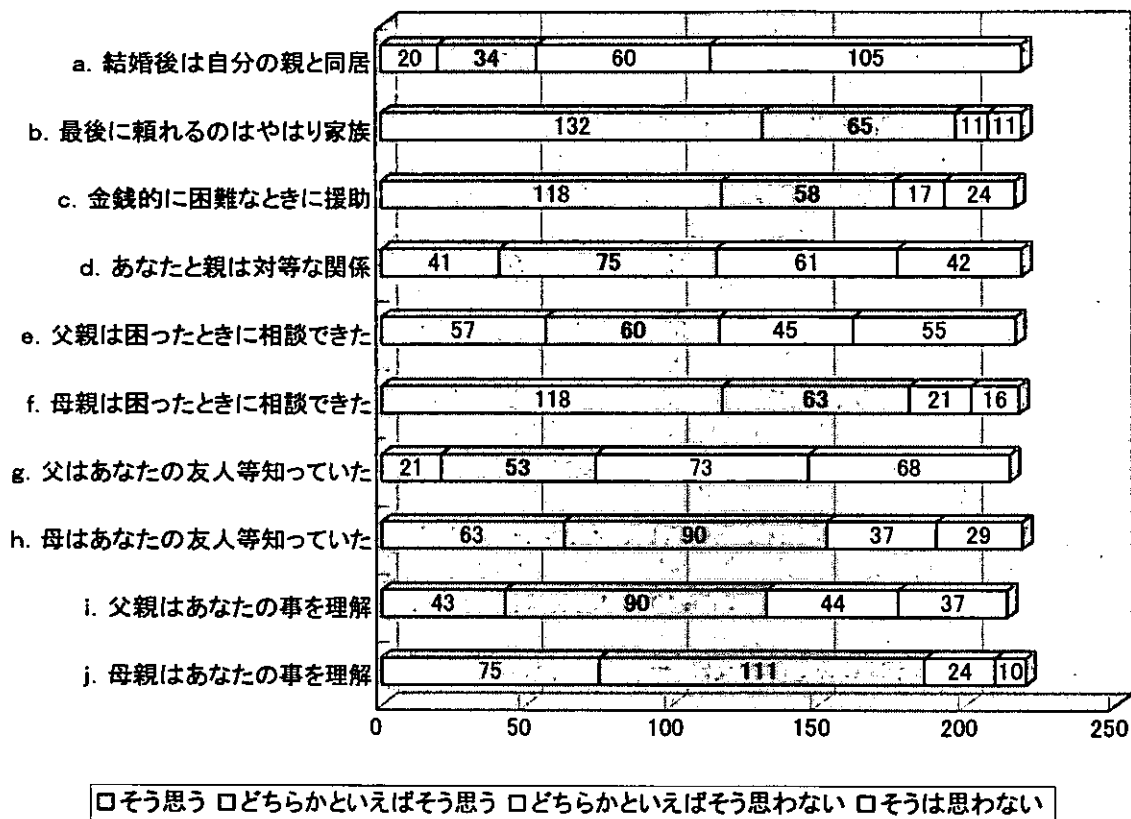 a. 結婚後は自分の親と同居
20 34 60 105
b. 最後に頼れるのはやはり家族
132 65 11 11
c. 金銭的に困難なときに援助
118 58 17 24
d. あなたと親は対等な関係
41 75 61 42
e. 父親は困ったときに相談できた
57 60 45 55
f. 母親は困ったときに相談できた
118 63 21 16
g. 父はあなたの友人等知っていた
21 53 73 68
h. 母はあなたの友人等知っていた
63 90 37 29
i. 父親はあなたの事を理解
43 90 44 37
j. 母親はあなたの事を理解
75 111 24 10
0 50 100 150 200 250
そう思う どちらかといえばそう思う どちらかといえばそう思わない そうは思わない